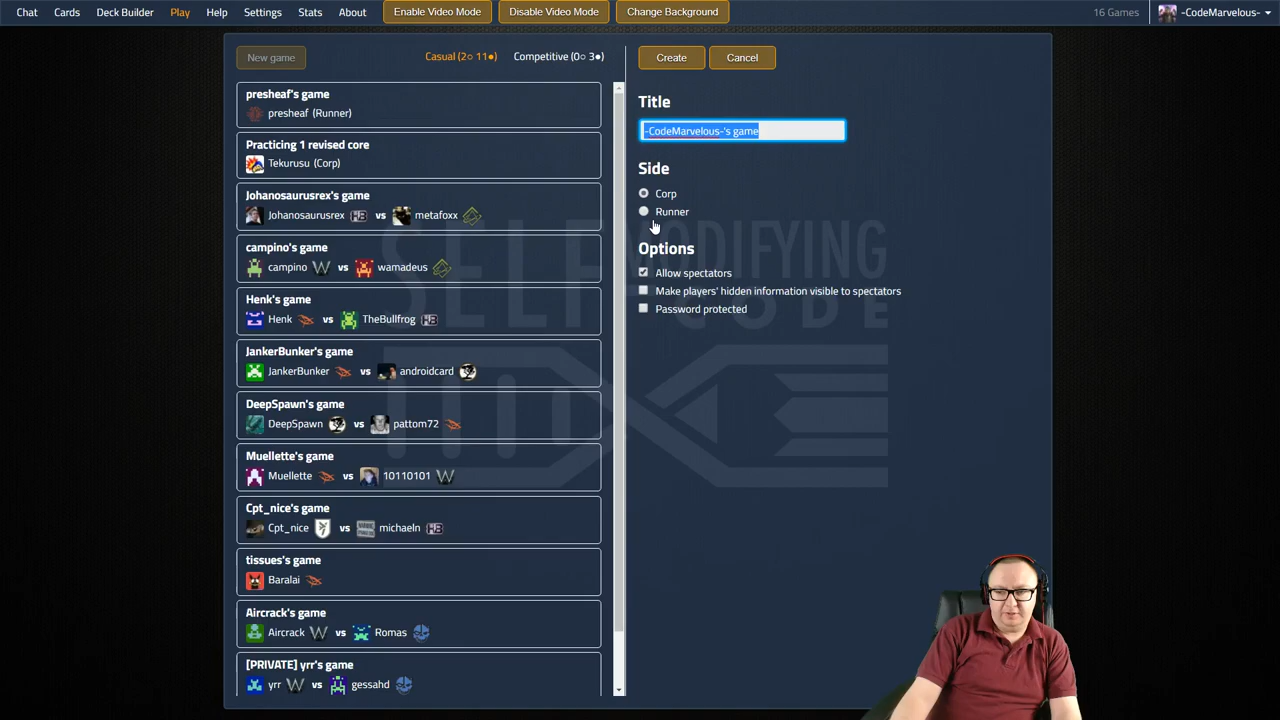 Chat Cards Deck Builder Play Help Settings Stats About Enable Video Mode Disable Video Mode Change Background 16 Games -CodeMarvelous-
New game Casual (2○ 11●) Competitive (0○ 3●)
presheaf's game
presheaf (Runner)
Practicing 1 revised core
Tekurusu (Corp)
Johanosaurusrex's game
Johanosaurusrex vs metafoxx
campino's game
campino vs wamadeus
Henk's game
Henk vs TheBullfrog
JankerBunker's game
JankerBunker vs androidcard
DeepSpawn's game
DeepSpawn vs pattom72
Muellette's game
Muellette vs 10110101
Cpt_nice's game
Cpt_nice vs michaeln
tissues's game
Baralai
Aircrack's game
Aircrack vs Romas
[PRIVATE] yrr's game
yrr vs gessahd
Create Cancel
Title
-CodeMarvelous-'s game
Side
Corp
Runner
Options
Allow spectators
Make players' hidden information visible to spectators
Password protected
SELF MODIFYING
CODE